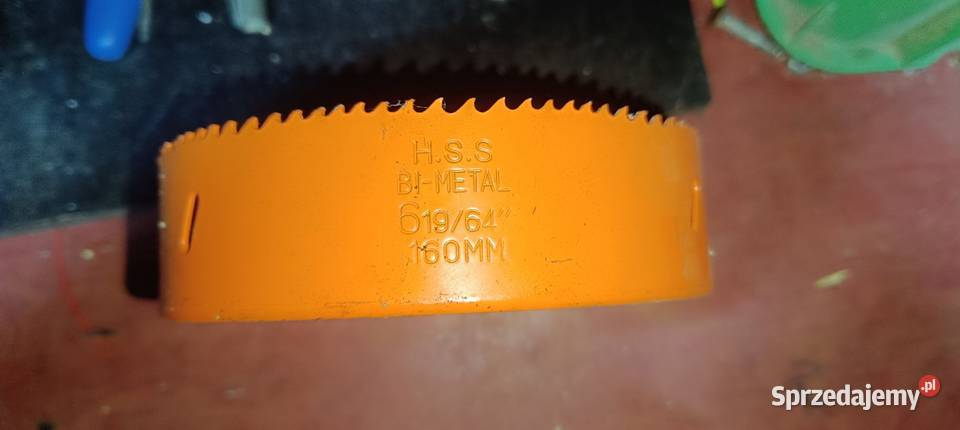 H.S.S
BI-METAL
6 19/64"
160MM
Sprzedajemy.pl